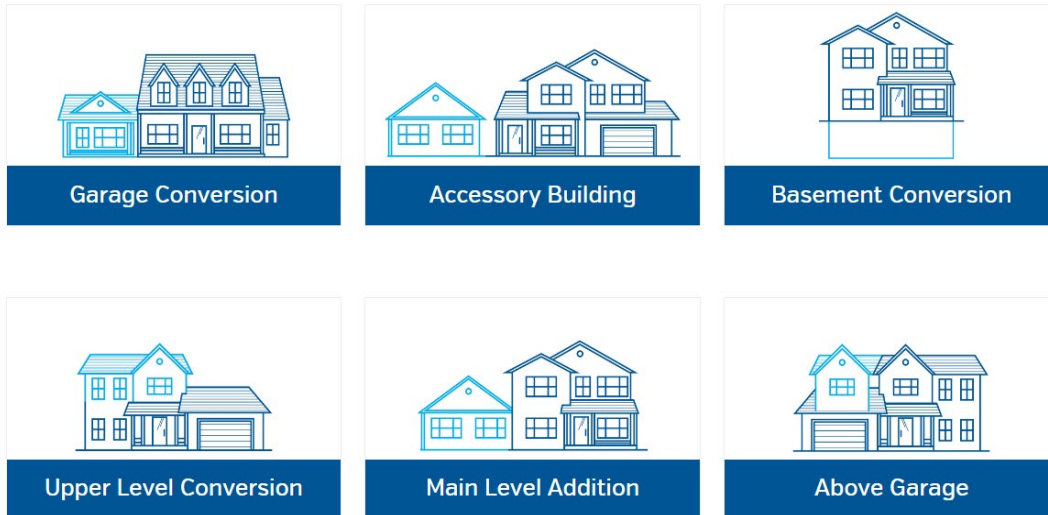 Garage Conversion
Accessory Building
Basement Conversion
Upper Level Conversion
Main Level Addition
Above Garage